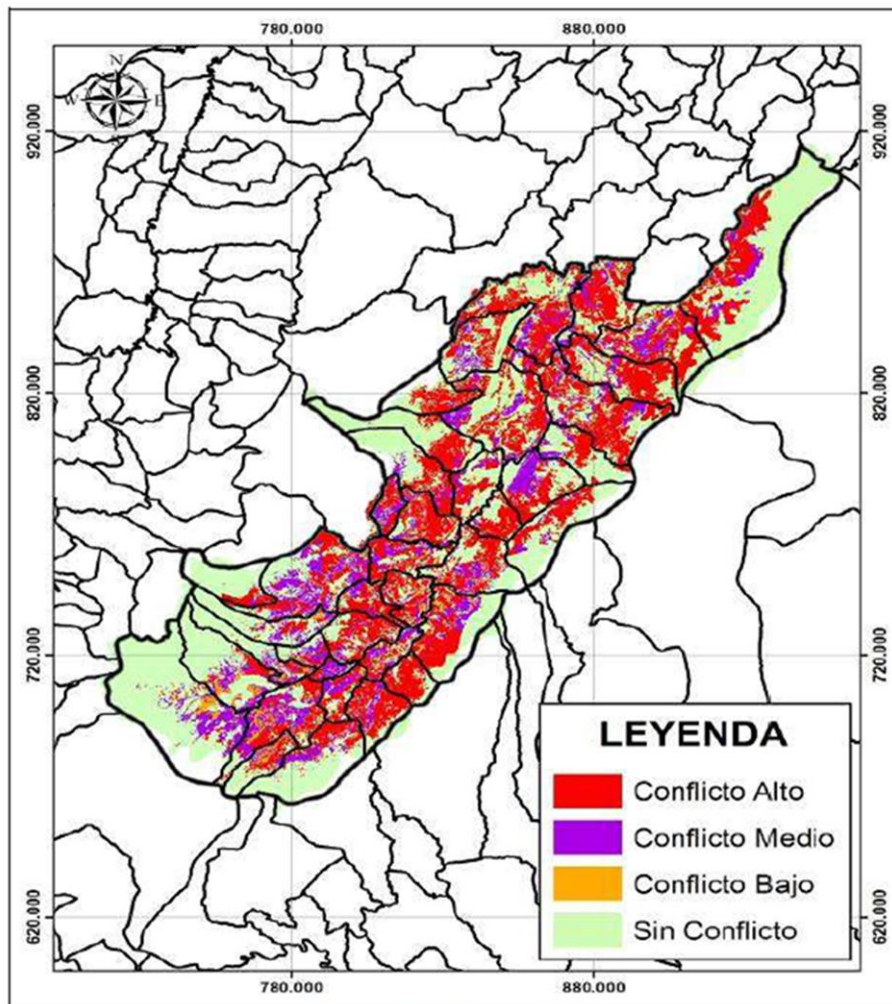 780.000 880.000
N
W E
920.000 920.000
820.000 820.000
720.000 720.000
LEYENDA
Conflicto Alto
Conflicto Medio
Conflicto Bajo
Sin Conflicto
620.000 620.000
780.000 880.000